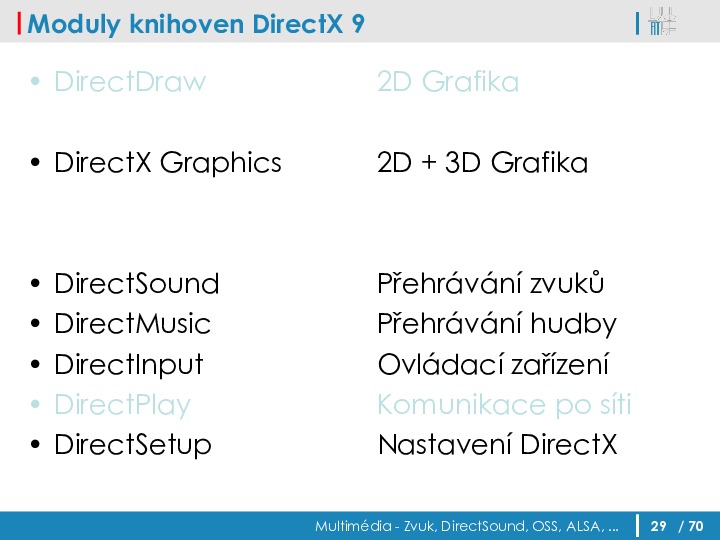 Moduly knihoven DirectX 9
• DirectDraw 2D Grafika
• DirectX Graphics 2D + 3D Grafika
• DirectSound Přehrávání zvuků
• DirectMusic Přehrávání hudby
• DirectInput Ovládací zařízení
• DirectPlay Komunikace po síti
• DirectSetup Nastavení DirectX
Multimédia - Zvuk, DirectSound, OSS, ALSA, ... 29 / 70